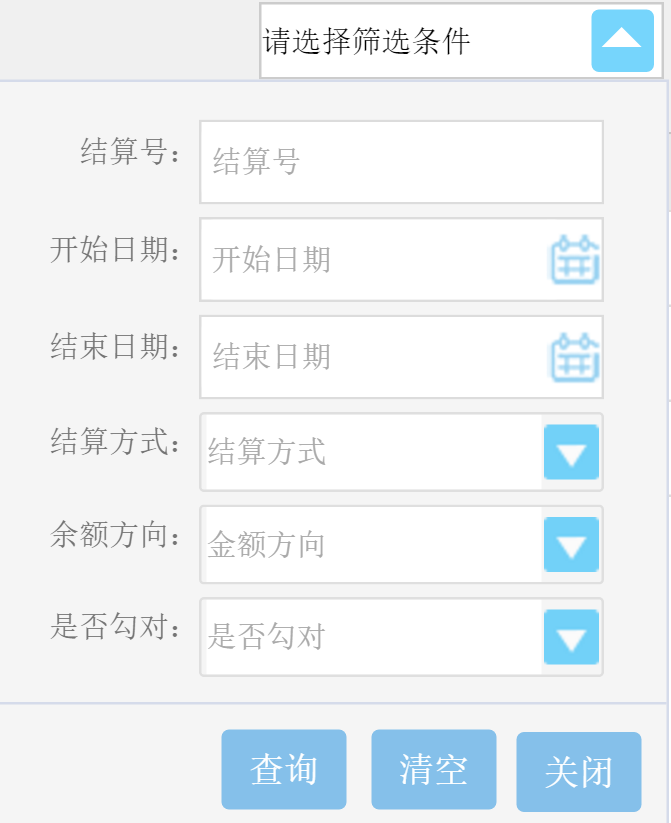 请选择筛选条件
结算号： 结算号
开始日期： 开始日期
结束日期： 结束日期
结算方式： 结算方式
余额方向： 金额方向
是否勾对： 是否勾对
查询 清空 关闭